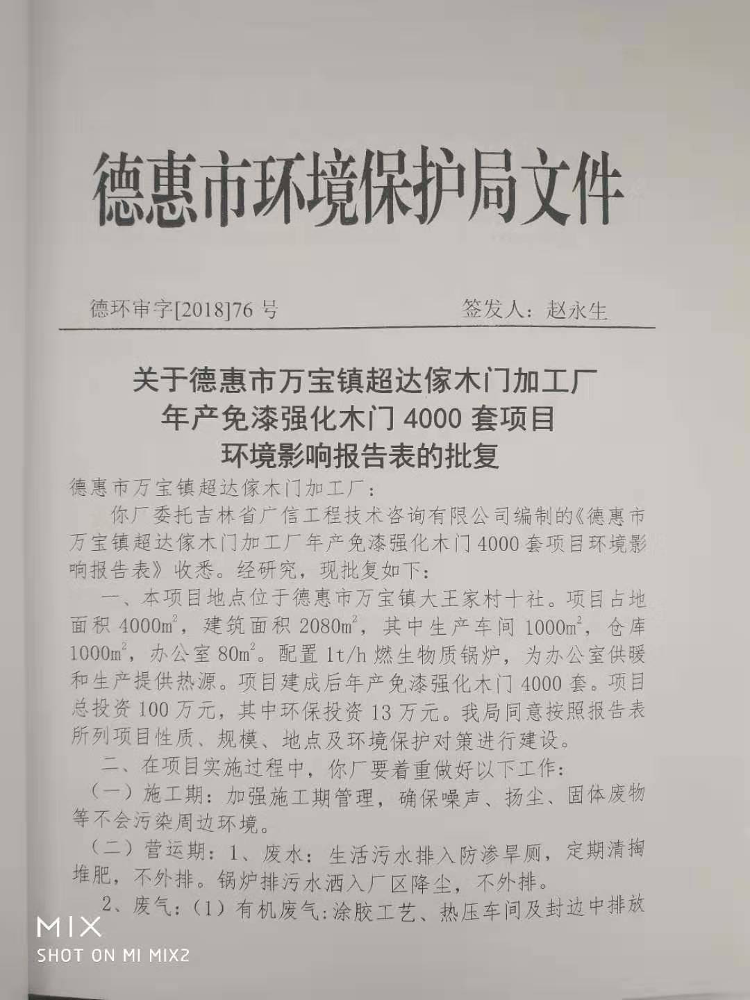 德惠市环境保护局文件
德环审字[2018]76 号
签发人：赵永生
关于德惠市万宝镇超达傢木门加工厂
年产免漆强化木门 4000 套项目
环境影响报告表的批复
德惠市万宝镇超达傢木门加工厂：
你厂委托吉林省广信工程技术咨询有限公司编制的《德惠市
万宝镇超达傢木门加工厂年产免漆强化木门 4000 套项目环境影
响报告表》收悉。经研究，现批复如下：
一、本项目地点位于德惠市万宝镇大王家村十社。项目占地
面积 4000m²，建筑面积 2080m²，其中生产车间 1000m²，仓库
1000m²，办公室 80m²。配置 1t/h 燃生物质锅炉，为办公室供暖
和生产提供热源。项目建成后年产免漆强化木门 4000 套。项目
总投资 100 万元，其中环保投资 13 万元。我局同意按照报告表
所列项目性质、规模、地点及环境保护对策进行建设。
二、在项目实施过程中，你厂要着重做好以下工作：
（一）施工期：加强施工期管理，确保噪声、扬尘、固体废物
等不会污染周边环境。
（二）营运期：1、废水：生活污水排入防渗旱厕，定期清掏
堆肥，不外排。锅炉排污水洒入厂区降尘，不外排。
2、废气：（1）有机废气：涂胶工艺、热压车间及封边中排放
MIX
SHOT ON MI MIX2